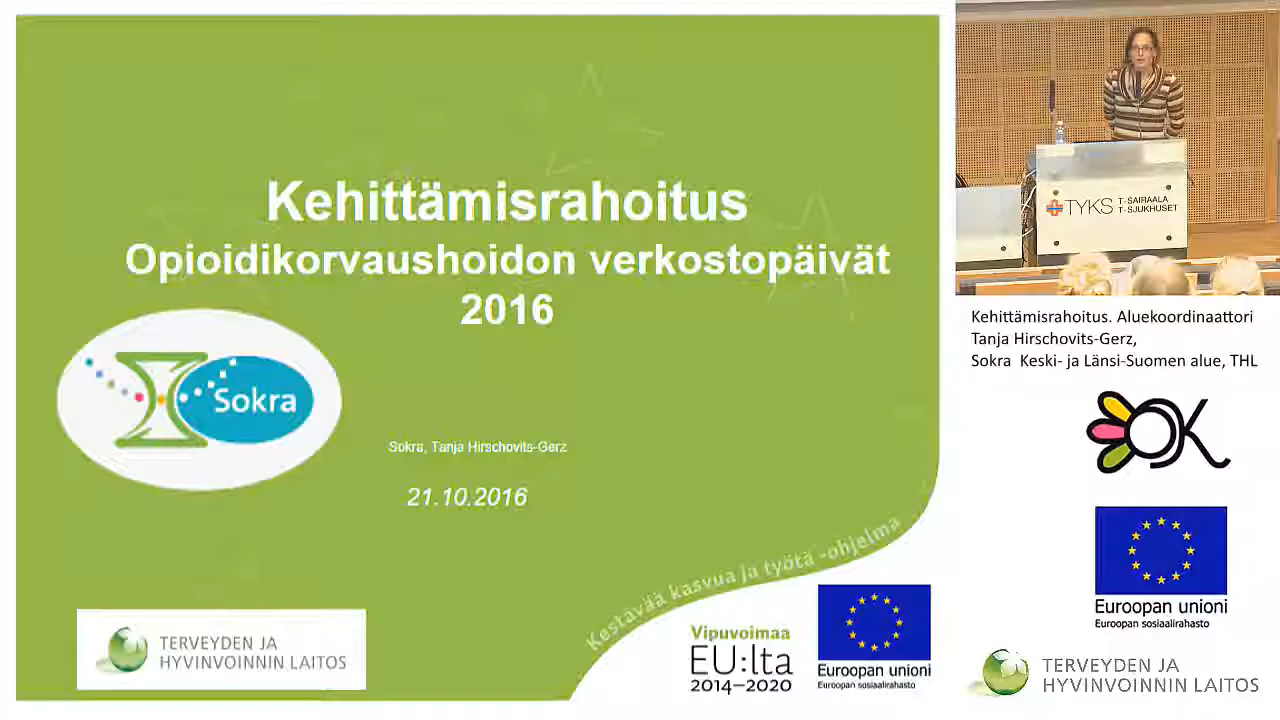 Kehittämisrahoitus
Opioidikorvaushoidon verkostopäivät
2016
Sokra
Sokra, Tanja Hirschovits-Gerz
21.10.2016
Kestävää kasvua ja työtä -ohjelma
TERVEYDEN JA
HYVINVOINNIN LAITOS
Vipuvoimaa
EU:lta
2014–2020
Euroopan unioni
Euroopan sosiaalirahasto
TYKS T-SAIRAALA
T-SJUKHUSET
Kehittämisrahoitus. Aluekoordinaattori
Tanja Hirschovits-Gerz,
Sokra Keski- ja Länsi-Suomen alue, THL
OK
Euroopan unioni
Euroopan sosiaalirahasto
TERVEYDEN JA
HYVINVOINNIN LAITOS